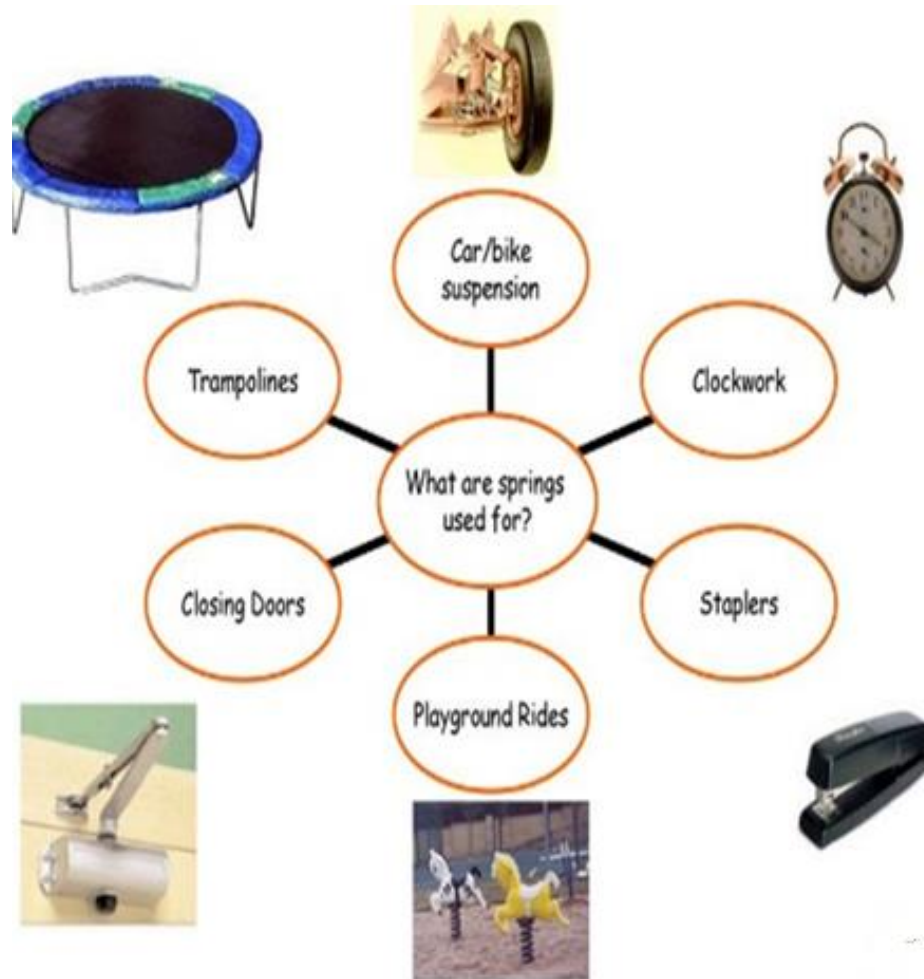 Car/bike
suspension
Trampolines
Clockwork
What are springs
used for?
Closing Doors
Staplers
Playground Rides